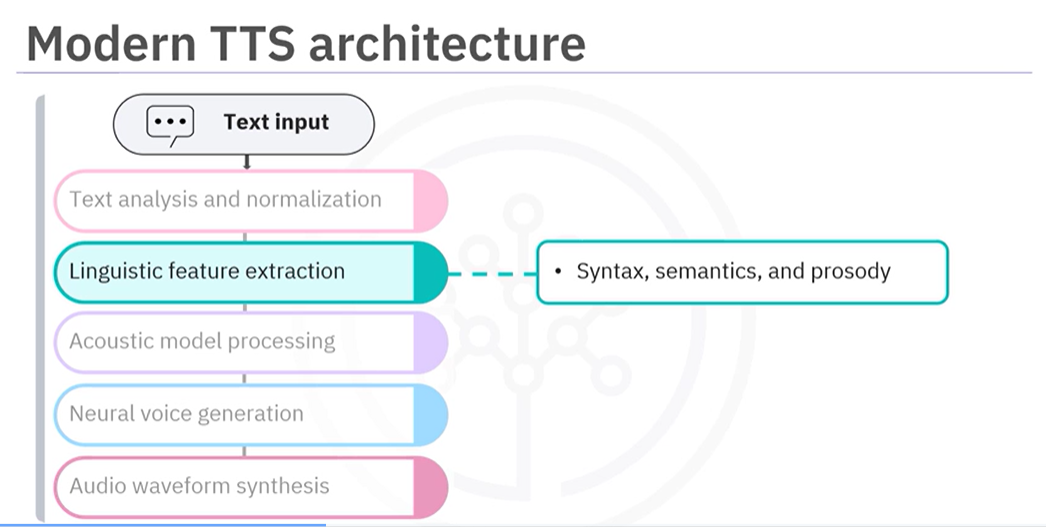 Modern TTS architecture
Text input
Text analysis and normalization
Linguistic feature extraction
• Syntax, semantics, and prosody
Acoustic model processing
Neural voice generation
Audio waveform synthesis